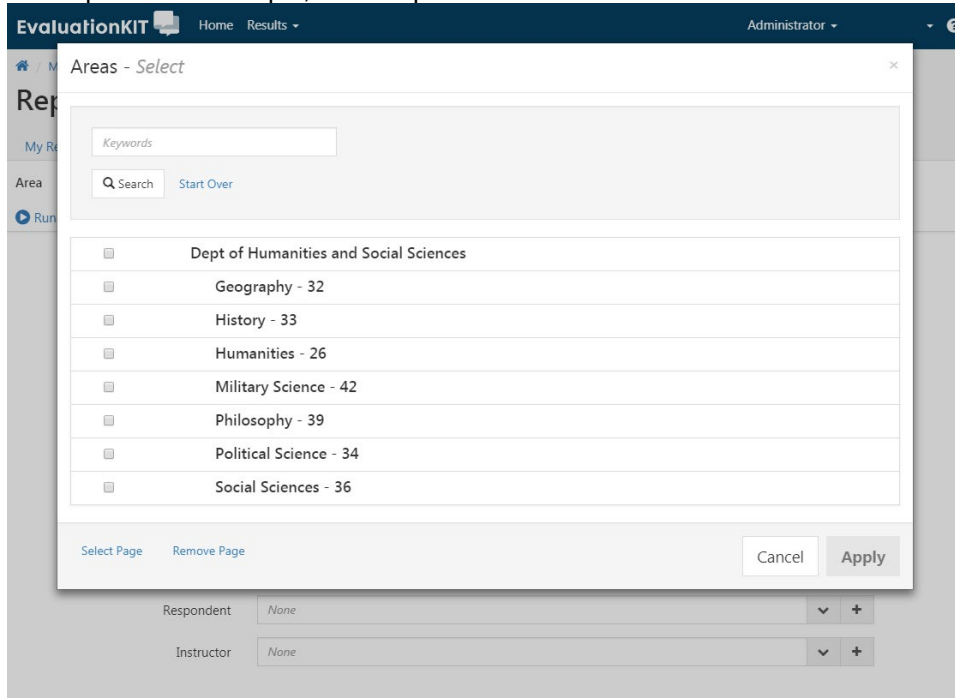 EvaluationKIT Home Results Administrator
M Areas - Select ×
Rep
Keywords
My Re
Area Search Start Over
Run
Dept of Humanities and Social Sciences
Geography - 32
History - 33
Humanities - 26
Military Science - 42
Philosophy - 39
Political Science - 34
Social Sciences - 36
Select Page Remove Page Cancel Apply
Respondent None
Instructor None